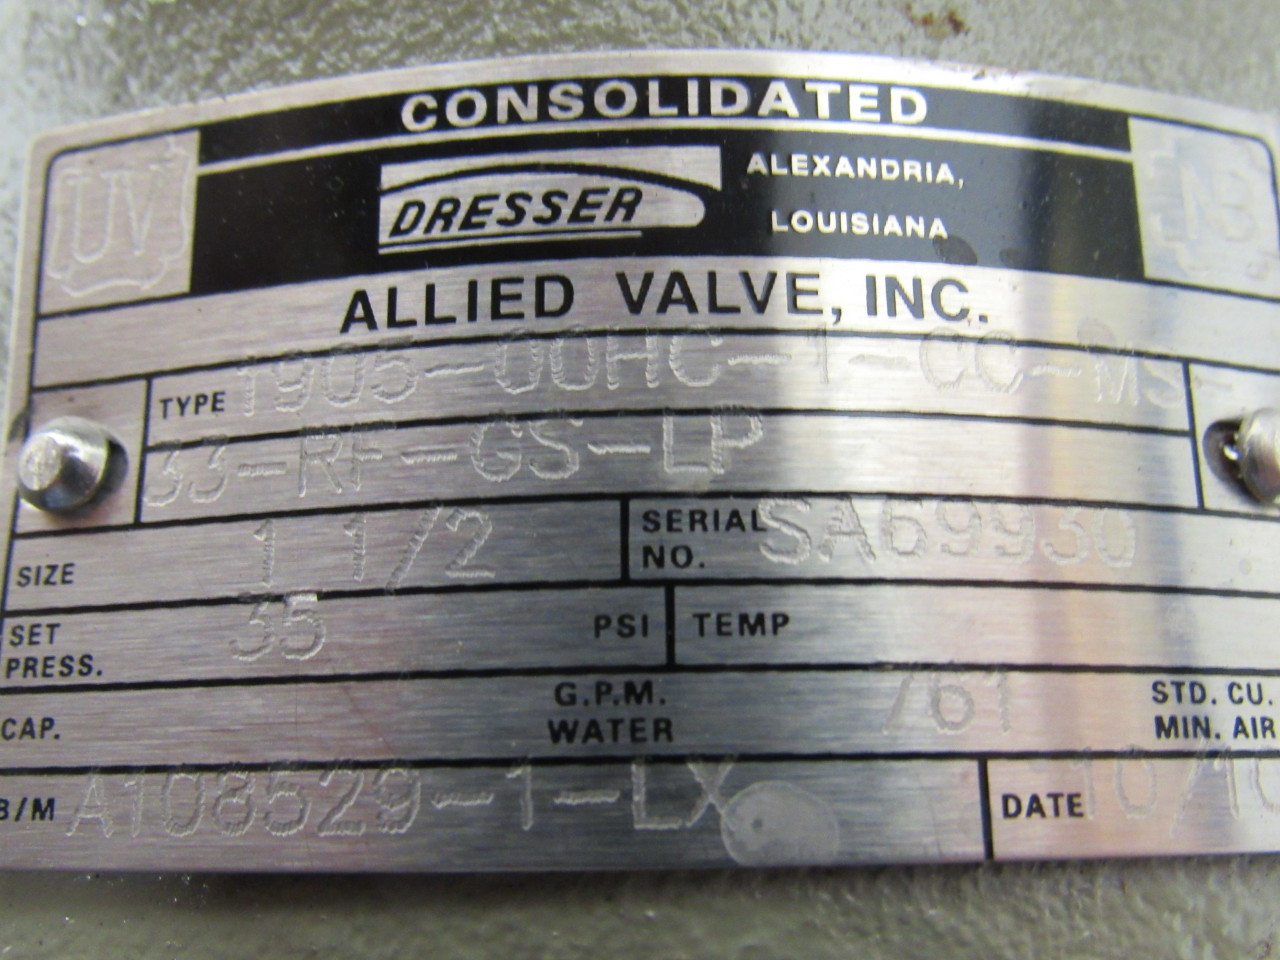 CONSOLIDATED
UV
DRESSER
ALEXANDRIA,
LOUISIANA
NB
ALLIED VALVE, INC.
TYPE 1905-00HC-1-CC-MS-
33-RF-GS-LP
SIZE 1 1/2 SERIAL NO. SA69930
SET PRESS. 35 PSI TEMP
CAP. G.P.M. WATER 761 STD. CU. MIN. AIR
B/M A108529-1-LX DATE 10/10